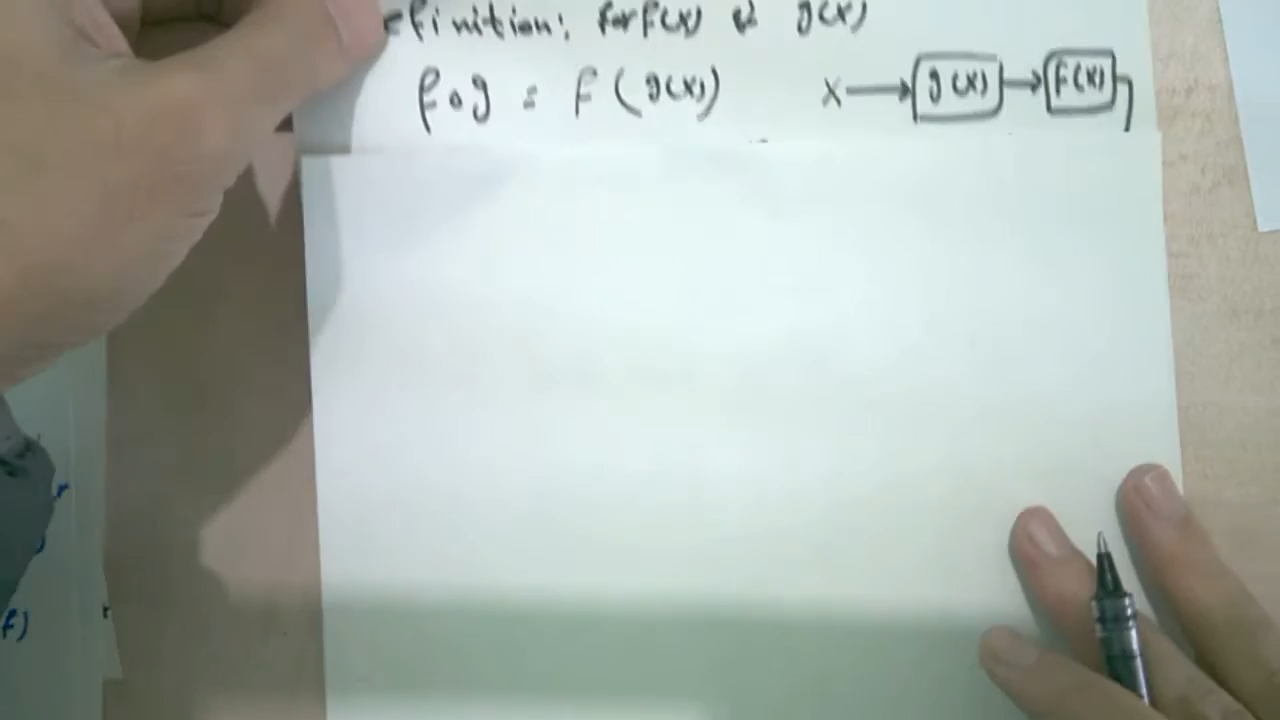 efinition: for f(x) & g(x)
f∘g = f(g(x)) x → g(x) → f(x)
f)